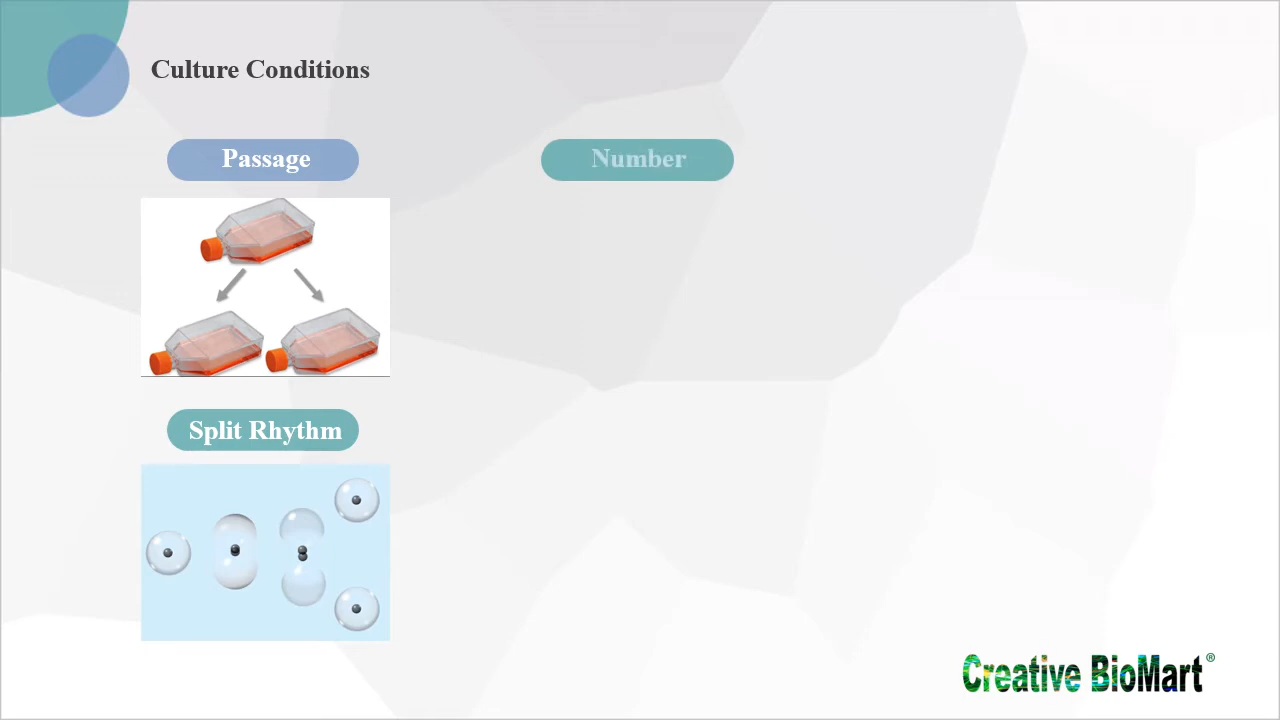 Culture Conditions
Passage
Number
Split Rhythm
Creative BioMart®